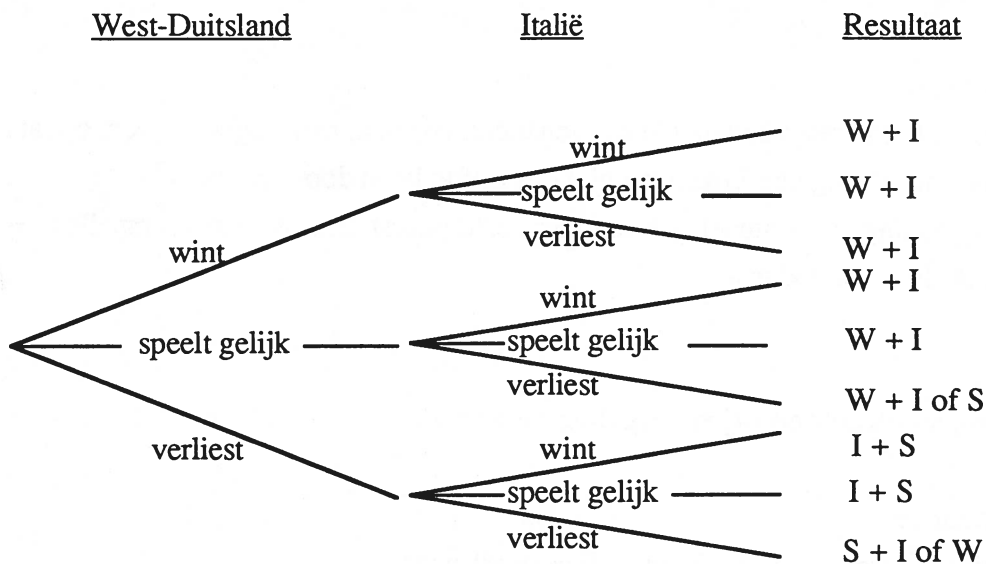 West-Duitsland Italië Resultaat
wint W + I
speelt gelijk W + I
verliest W + I
wint
wint W + I
speelt gelijk speelt gelijk W + I
verliest W + I of S
verliest
wint I + S
speelt gelijk I + S
verliest S + I of W